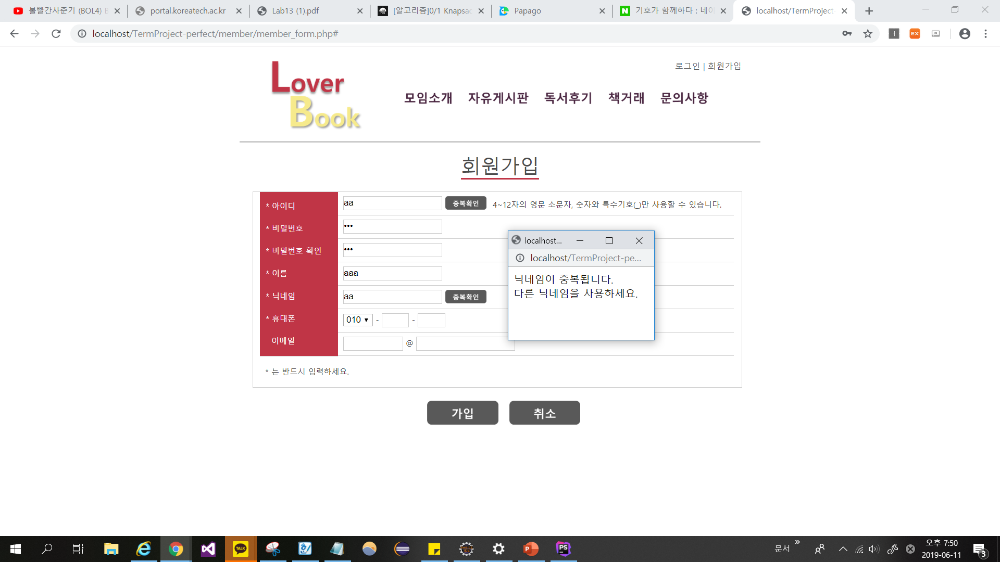 볼빨간사춘기 (BOL4)
portal.koreatech.ac.kr
Lab13 (1).pdf
[알고리즘]0/1 Knapsac
Papago
기호가 함께하다 : 네이
localhost/TermProject-
localhost/TermProject-perfect/member/member_form.php#
EX
로그인 | 회원가입
Lover
Book
모임소개 자유게시판 독서후기 책거래 문의사항
회원가입
* 아이디 aa 중복확인 4~12자의 영문 소문자, 숫자와 특수기호(_)만 사용할 수 있습니다.
* 비밀번호 •••
* 비밀번호 확인 •••
* 이름 aaa
* 닉네임 aa 중복확인
* 휴대폰 010 - -
이메일 @
* 는 반드시 입력하세요.
localhost...
localhost/TermProject-pe...
닉네임이 중복됩니다.
다른 닉네임을 사용하세요.
가입 취소
TALK
PS
문서
오후 7:50
2019-06-11
3